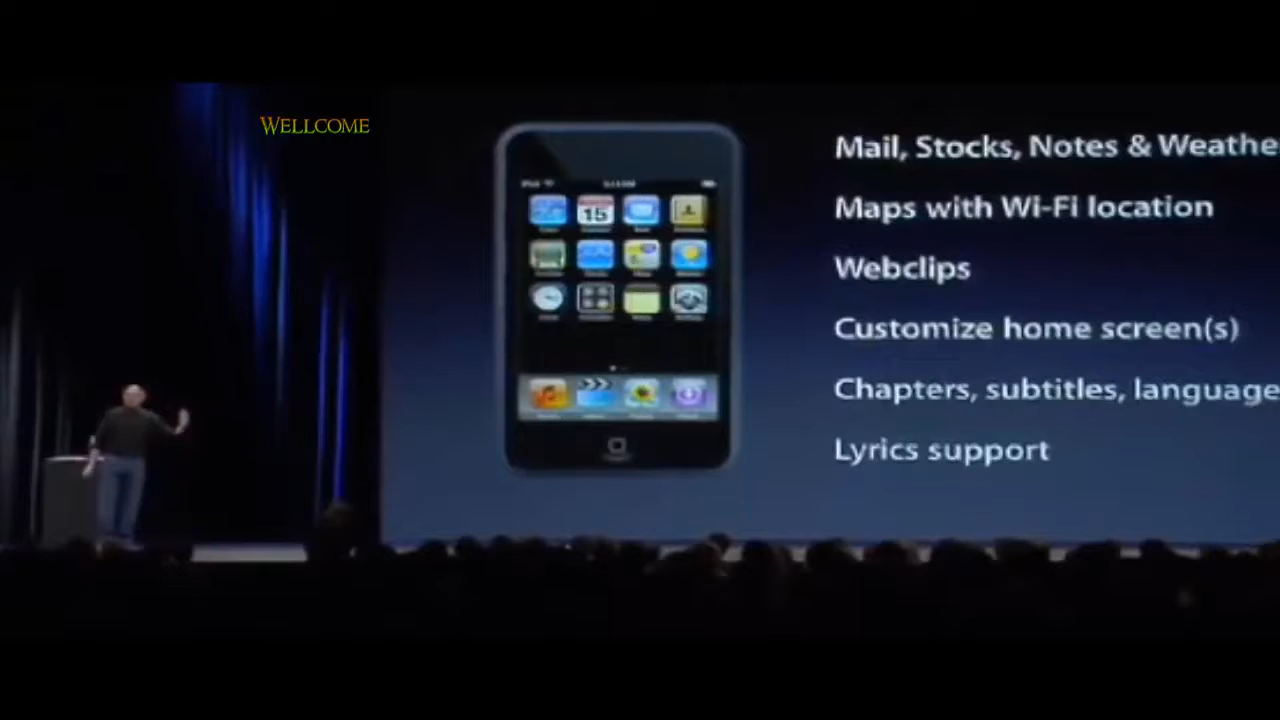 WELLCOME
Mail, Stocks, Notes & Weathe
Maps with Wi-Fi location
Webclips
Customize home screen(s)
Chapters, subtitles, language
Lyrics support
15